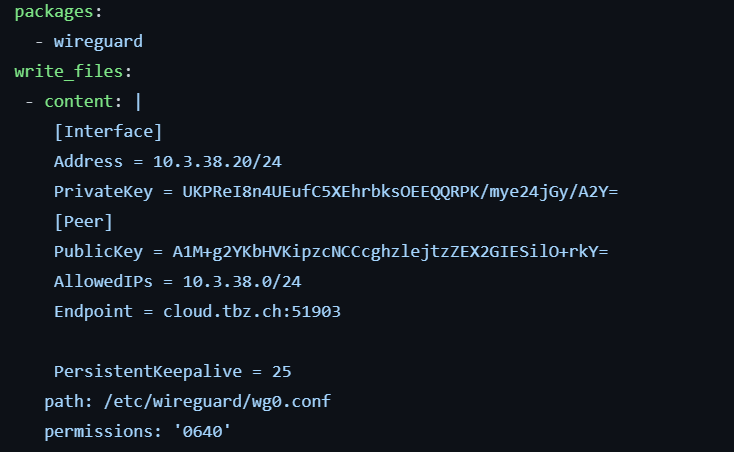 packages:
  - wireguard
write_files:
 - content: |
    [Interface]
    Address = 10.3.38.20/24
    PrivateKey = UKPReI8n4UEufC5XEhrbksOEEQQRPK/mye24jGy/A2Y=
    [Peer]
    PublicKey = A1M+g2YKbHVKipzcNCCcghzlejtzZEX2GIESilO+rkY=
    AllowedIPs = 10.3.38.0/24
    Endpoint = cloud.tbz.ch:51903

    PersistentKeepalive = 25
   path: /etc/wireguard/wg0.conf
   permissions: '0640'